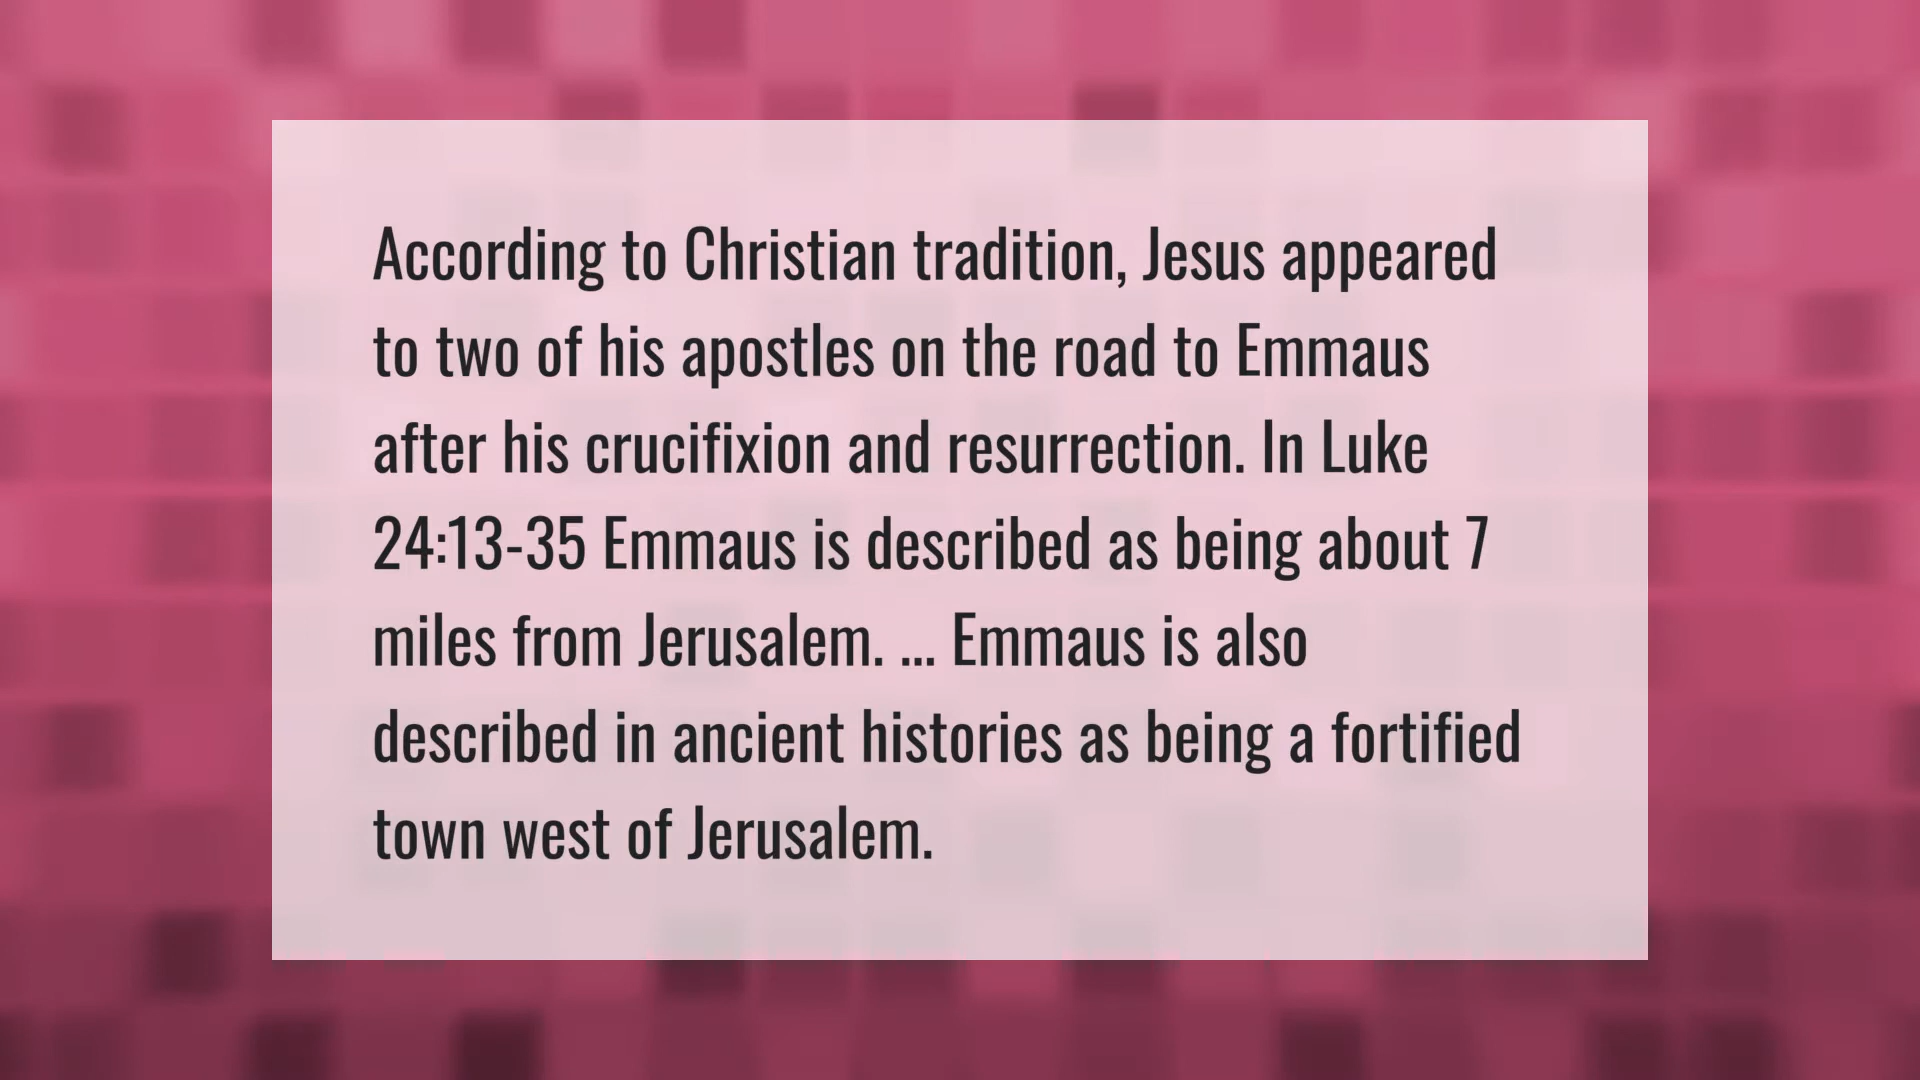 According to Christian tradition, Jesus appeared
to two of his apostles on the road to Emmaus
after his crucifixion and resurrection. In Luke
24:13-35 Emmaus is described as being about 7
miles from Jerusalem. ... Emmaus is also
described in ancient histories as being a fortified
town west of Jerusalem.